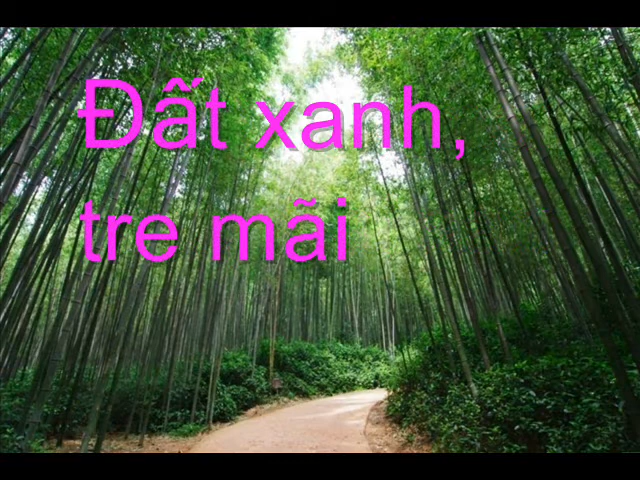 Đất xanh,
tre mãi